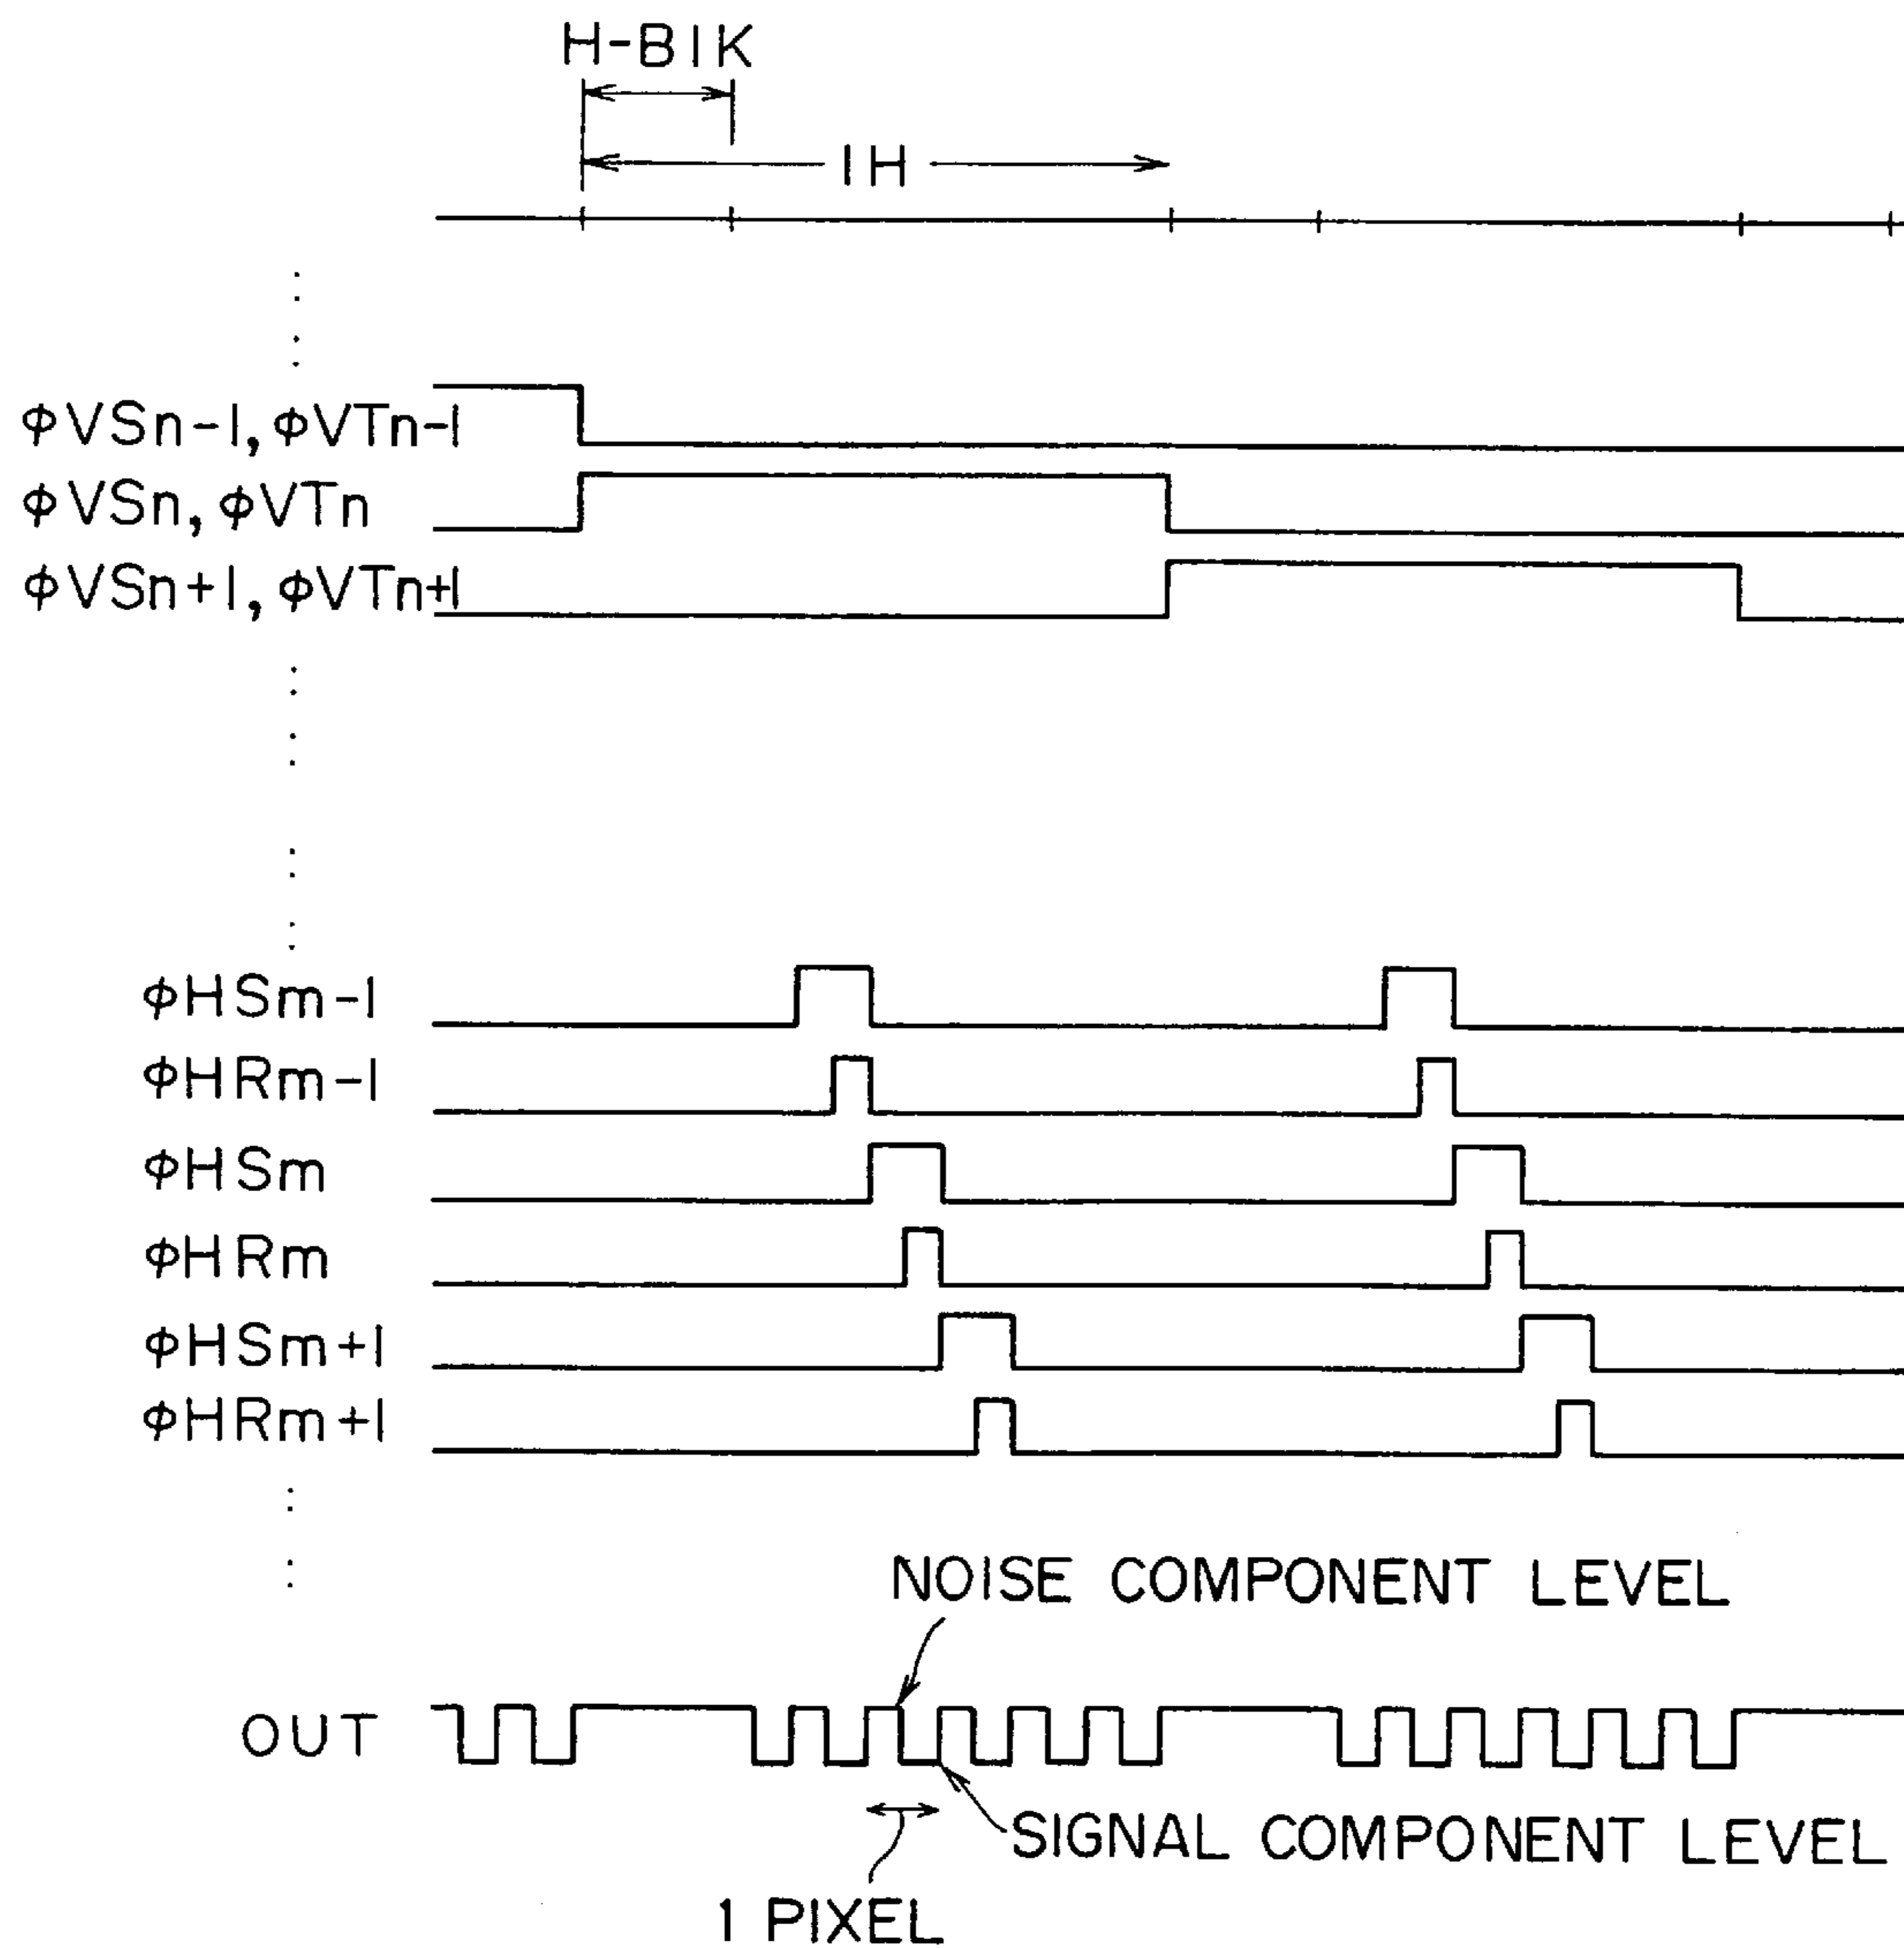 H-BIK
1H
φVSn-1, φVTn-1
φVSn, φVTn
φVSn+1, φVTn+1
φHSm-1
φHRm-1
φHSm
φHRm
φHSm+1
φHRm+1
NOISE COMPONENT LEVEL
OUT
SIGNAL COMPONENT LEVEL
1 PIXEL